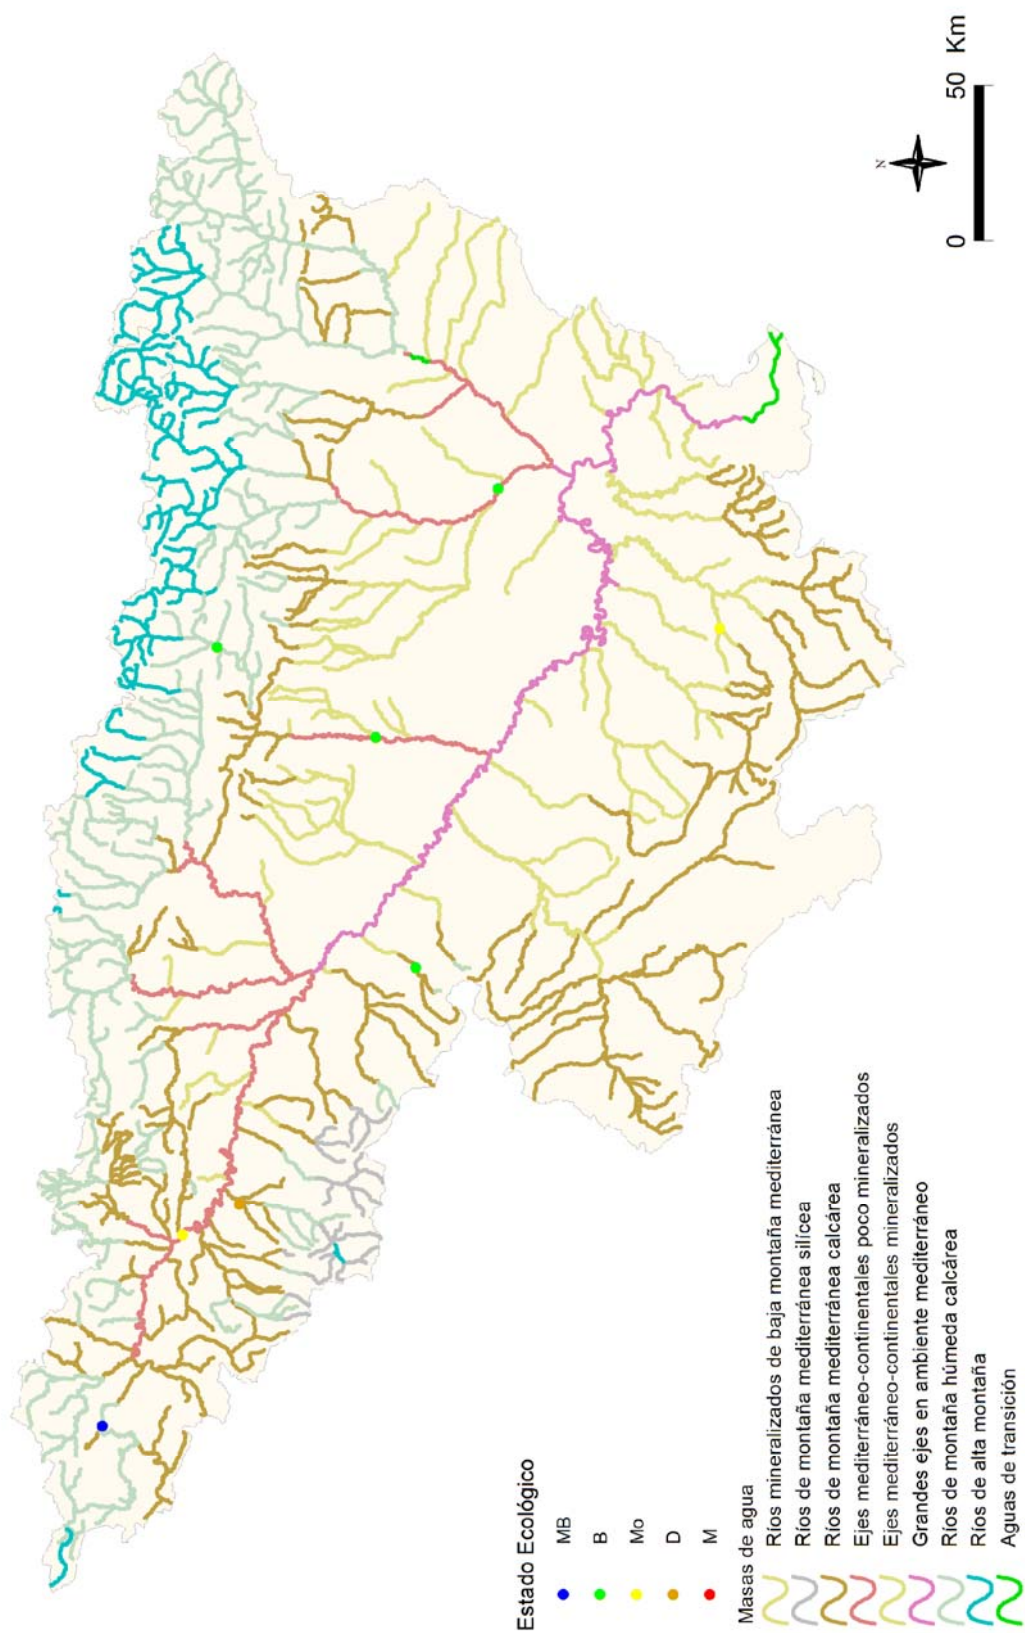 N
0
50
Km
Estado Ecológico
MB
B
Mo
D
M
Masas de agua
Ríos mineralizados de baja montaña mediterránea
Ríos de montaña mediterránea silícea
Ríos de montaña mediterránea calcárea
Ejes mediterráneo-continentales poco mineralizados
Ejes mediterráneo-continentales mineralizados
Grandes ejes en ambiente mediterráneo
Ríos de montaña húmeda calcárea
Ríos de alta montaña
Aguas de transición